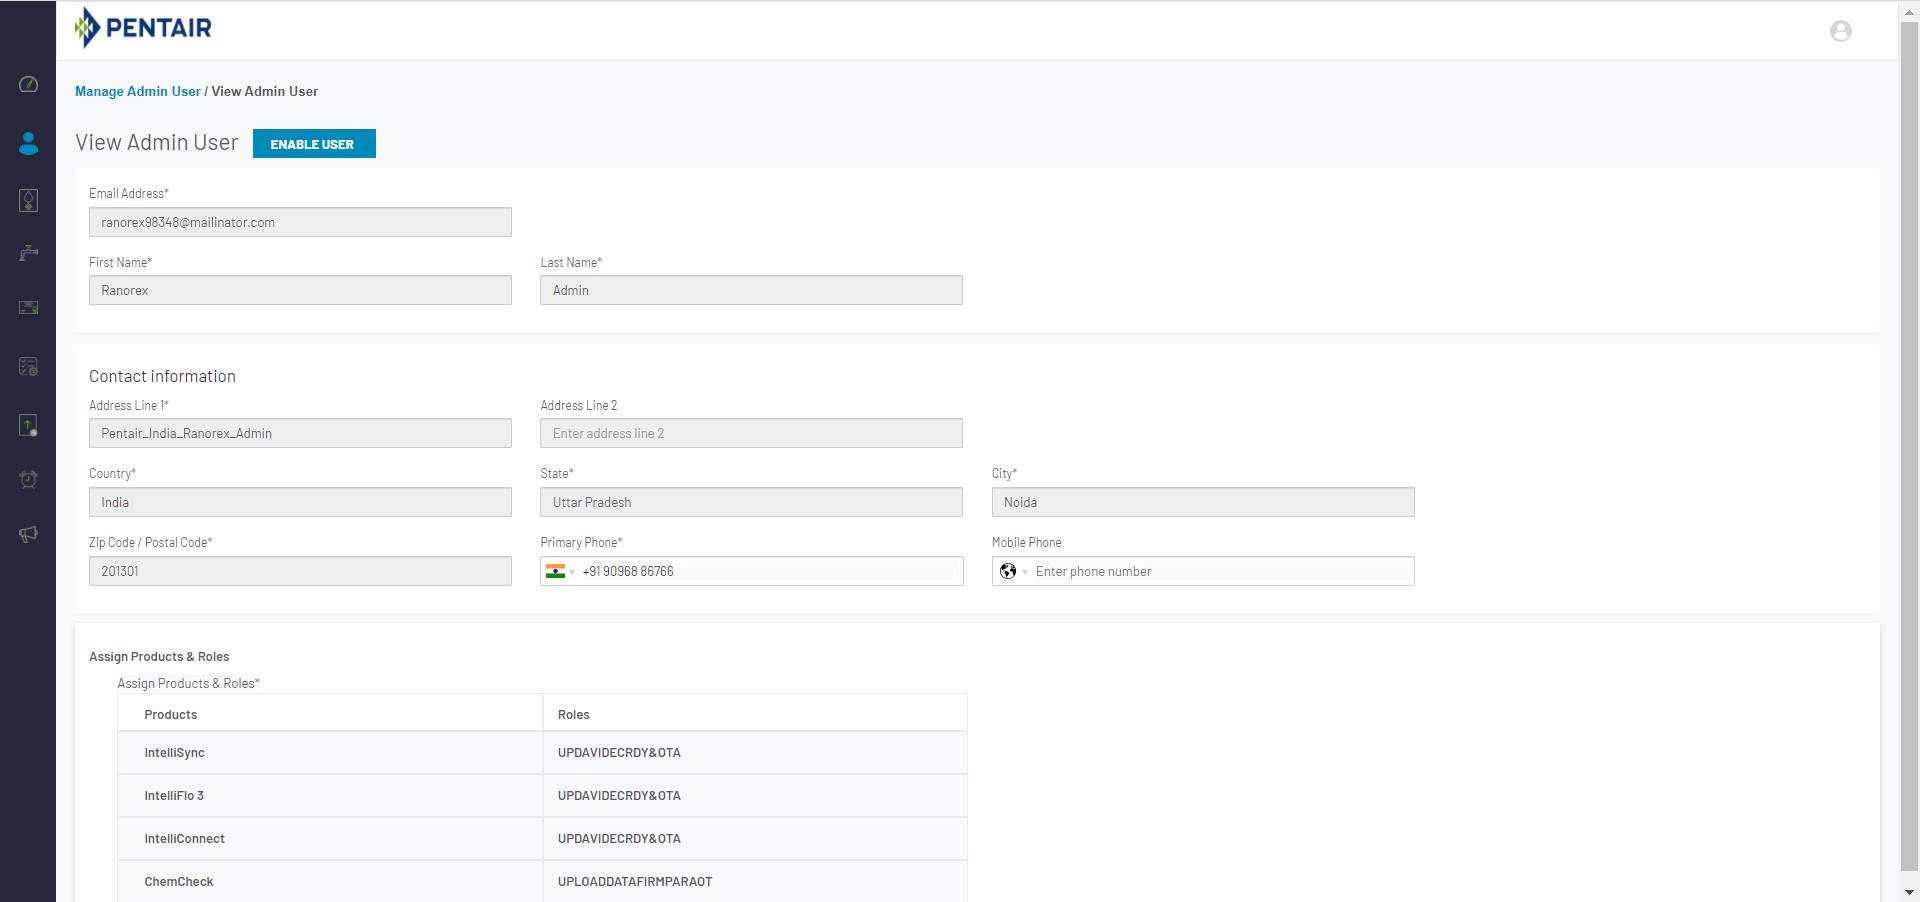 PENTAIR
Manage Admin User / View Admin User
View Admin User ENABLE USER
Email Address*
ranorex98348@mailinator.com
First Name* Last Name*
Ranorex Admin
Contact information
Address Line 1* Address Line 2
Pentair_India_Ranorex_Admin Enter address line 2
Country* State* City*
India Uttar Pradesh Noida
Zip Code / Postal Code* Primary Phone* Mobile Phone
201301 +91 90968 86766 Enter phone number
Assign Products & Roles
Assign Products & Roles*
Products Roles
IntelliSync UPDAVIDECRDY&OTA
IntelliFlo 3 UPDAVIDECRDY&OTA
IntelliConnect UPDAVIDECRDY&OTA
ChemCheck UPLOADDATAFIRMPARAOT